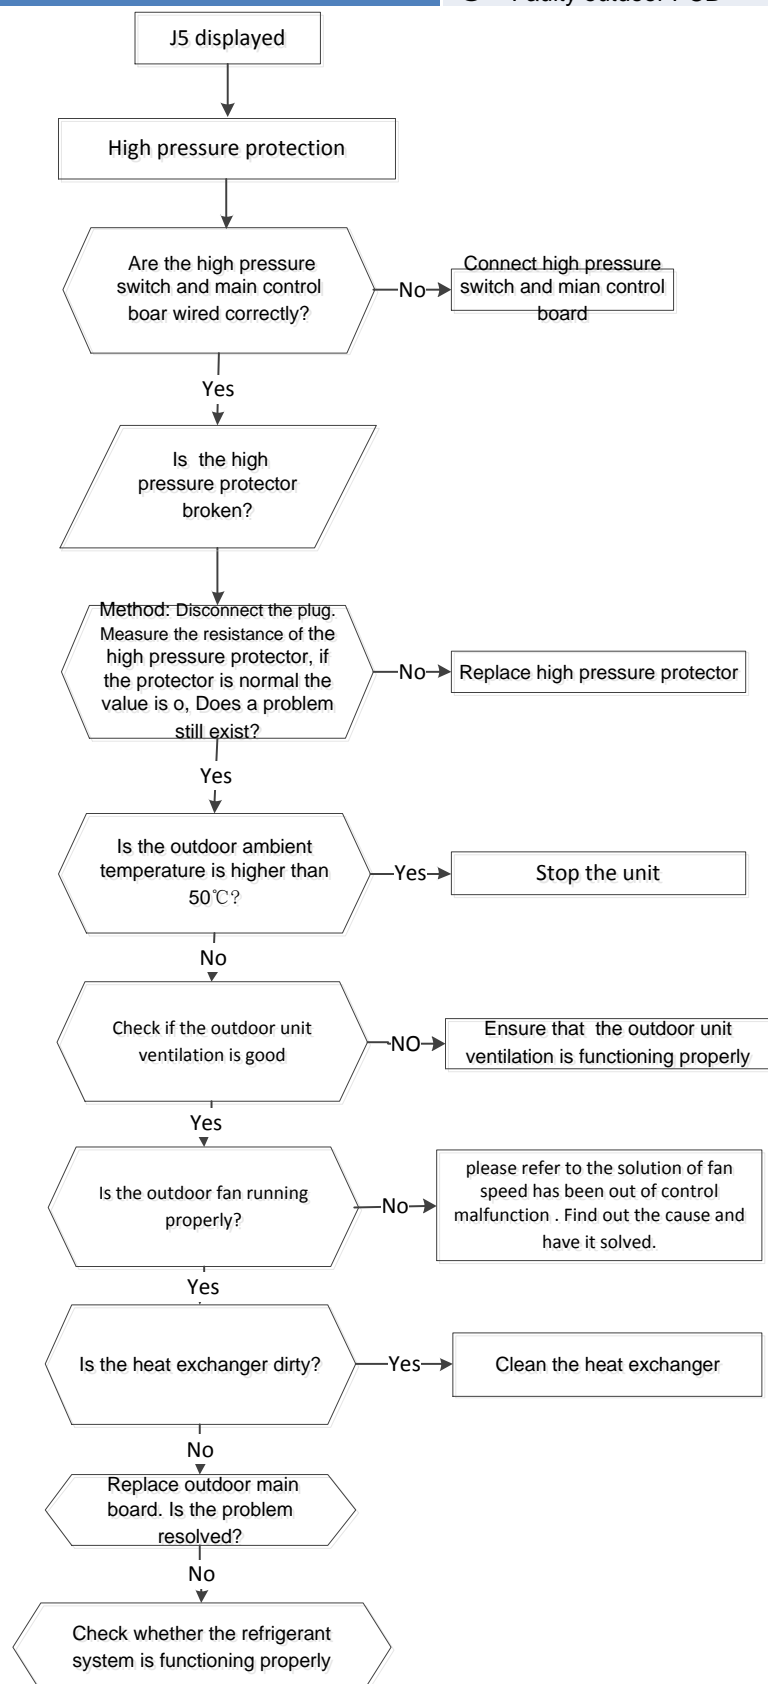 Faulty outdoor PCB
J5 displayed
High pressure protection
Are the high pressure
switch and main control
boar wired correctly?
No
Connect high pressure
switch and mian control
board
Yes
Is the high
pressure protector
broken?
Method: Disconnect the plug.
Measure the resistance of the
high pressure protector, if
the protector is normal the
value is o, Does a problem
still exist?
No
Replace high pressure protector
Yes
Is the outdoor ambient
temperature is higher than
50℃?
Yes
Stop the unit
No
Check if the outdoor unit
ventilation is good
NO
Ensure that the outdoor unit
ventilation is functioning properly
Yes
Is the outdoor fan running
properly?
No
please refer to the solution of fan
speed has been out of control
malfunction . Find out the cause and
have it solved.
Yes
Is the heat exchanger dirty?
Yes
Clean the heat exchanger
No
Replace outdoor main
board. Is the problem
resolved?
No
Check whether the refrigerant
system is functioning properly